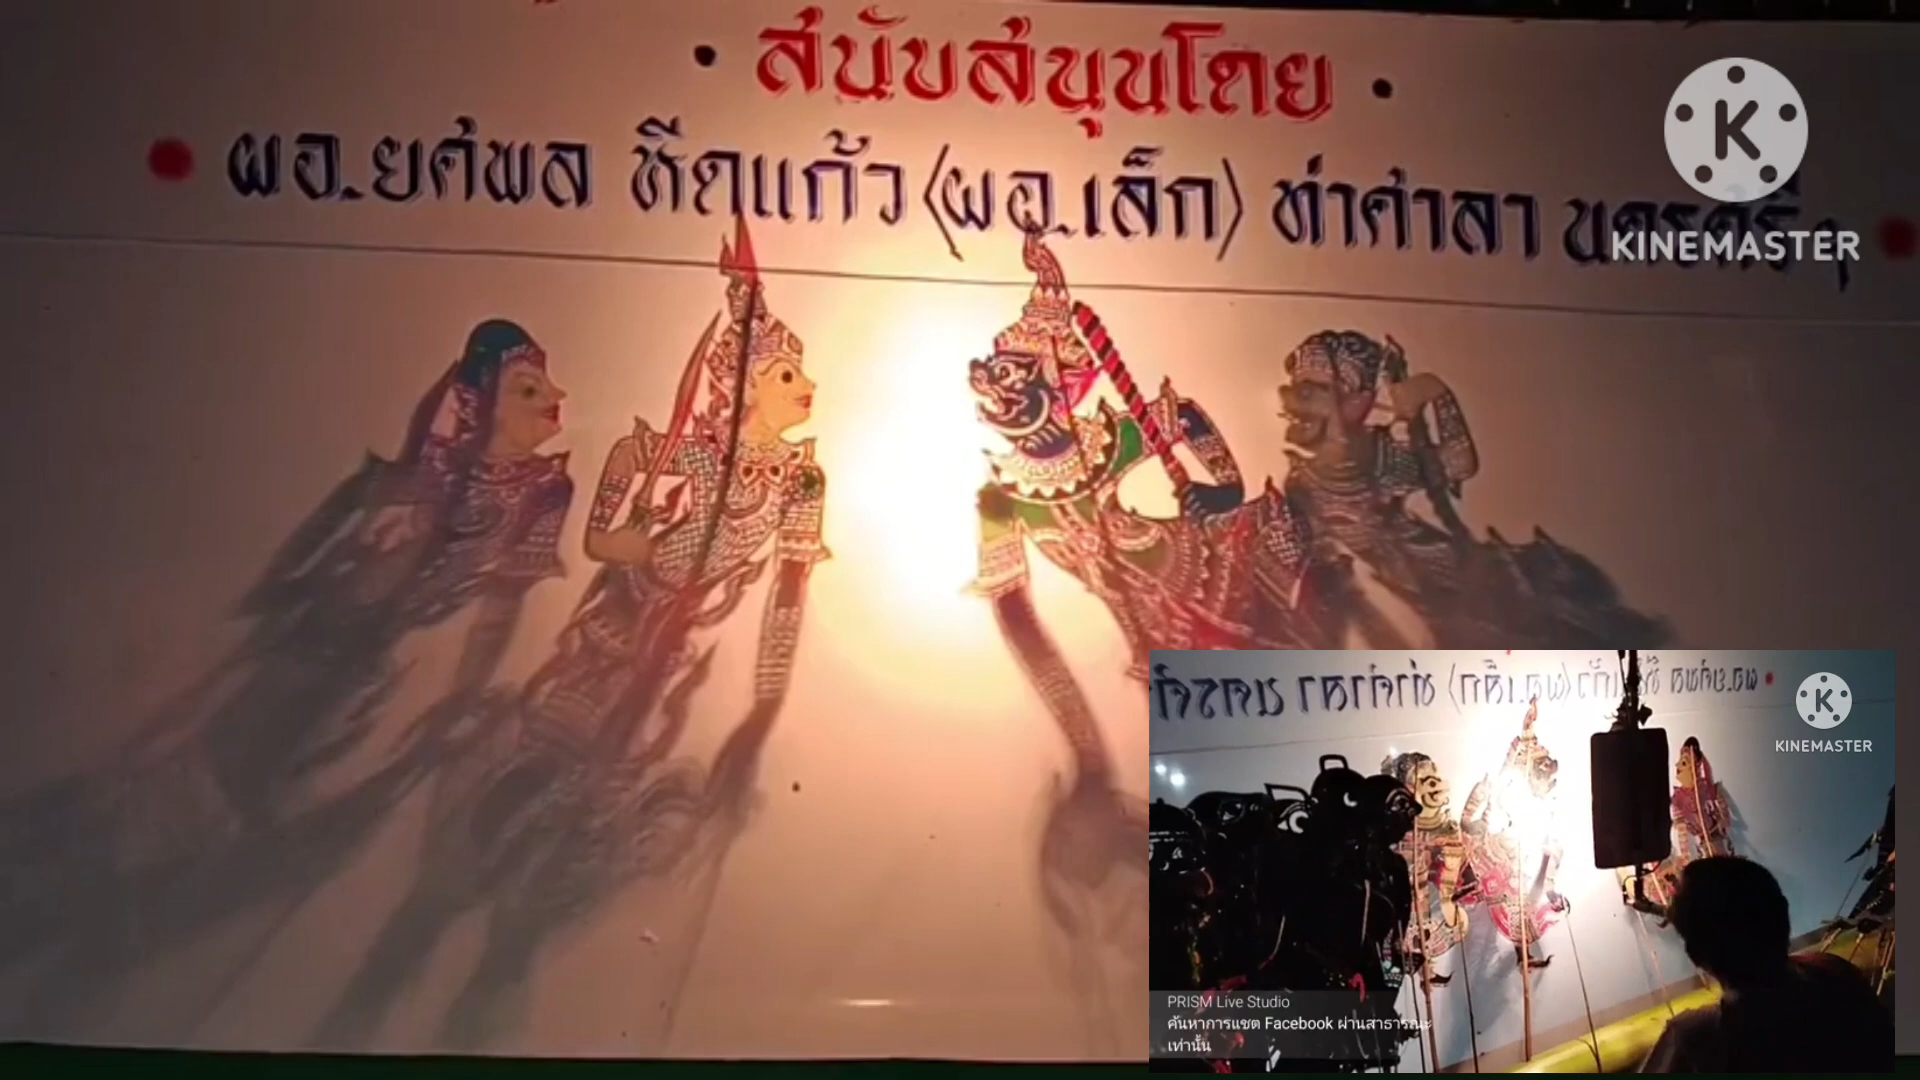 • สนับสนุนโดย •
• ผอ.ยศพล หีดแก้ว (ผอ.เล็ก) ท่าศาลา นครศรีฯ •
KINEMASTER
KINEMASTER
PRISM Live Studio
ค้นหาการแชต Facebook ผ่านสาธารณะ
เท่านั้น